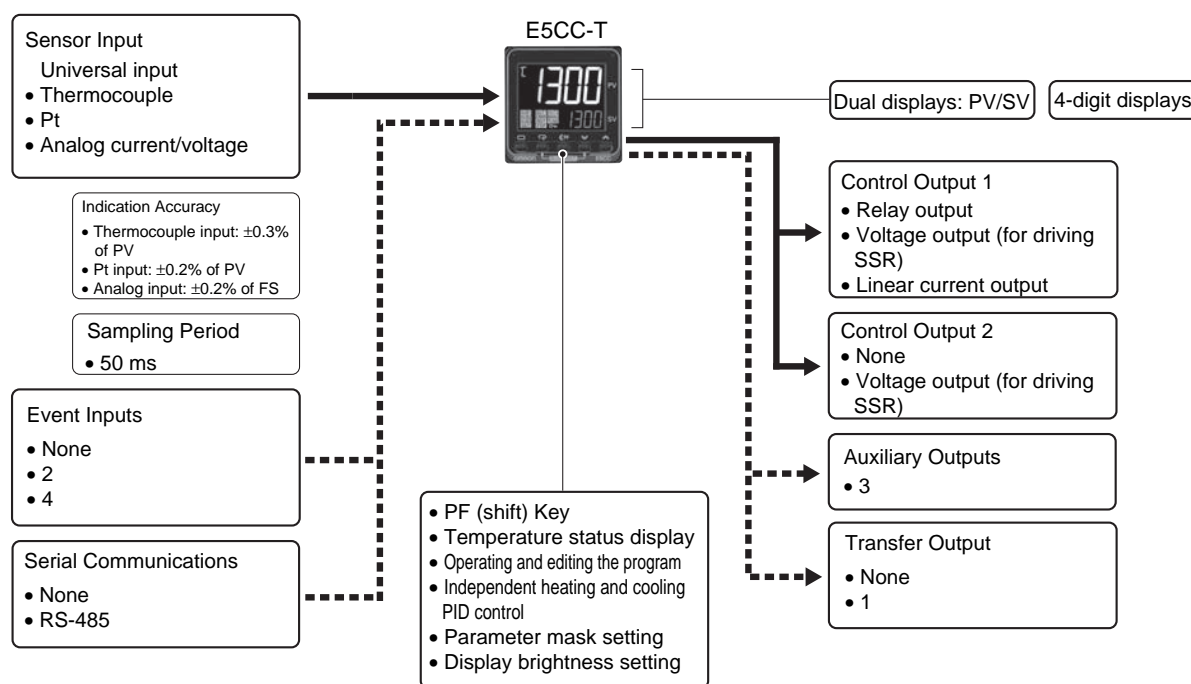 E5CC-T
Sensor Input
Universal input
• Thermocouple
• Pt
• Analog current/voltage
1300
PV
1300
SV
Dual displays: PV/SV
4-digit displays
Indication Accuracy
• Thermocouple input: ±0.3%
of PV
• Pt input: ±0.2% of PV
• Analog input: ±0.2% of FS
Sampling Period
• 50 ms
Event Inputs
• None
• 2
• 4
Serial Communications
• None
• RS-485
• PF (shift) Key
• Temperature status display
• Operating and editing the program
• Independent heating and cooling
PID control
• Parameter mask setting
• Display brightness setting
Control Output 1
• Relay output
• Voltage output (for driving
SSR)
• Linear current output
Control Output 2
• None
• Voltage output (for driving
SSR)
Auxiliary Outputs
• 3
Transfer Output
• None
• 1